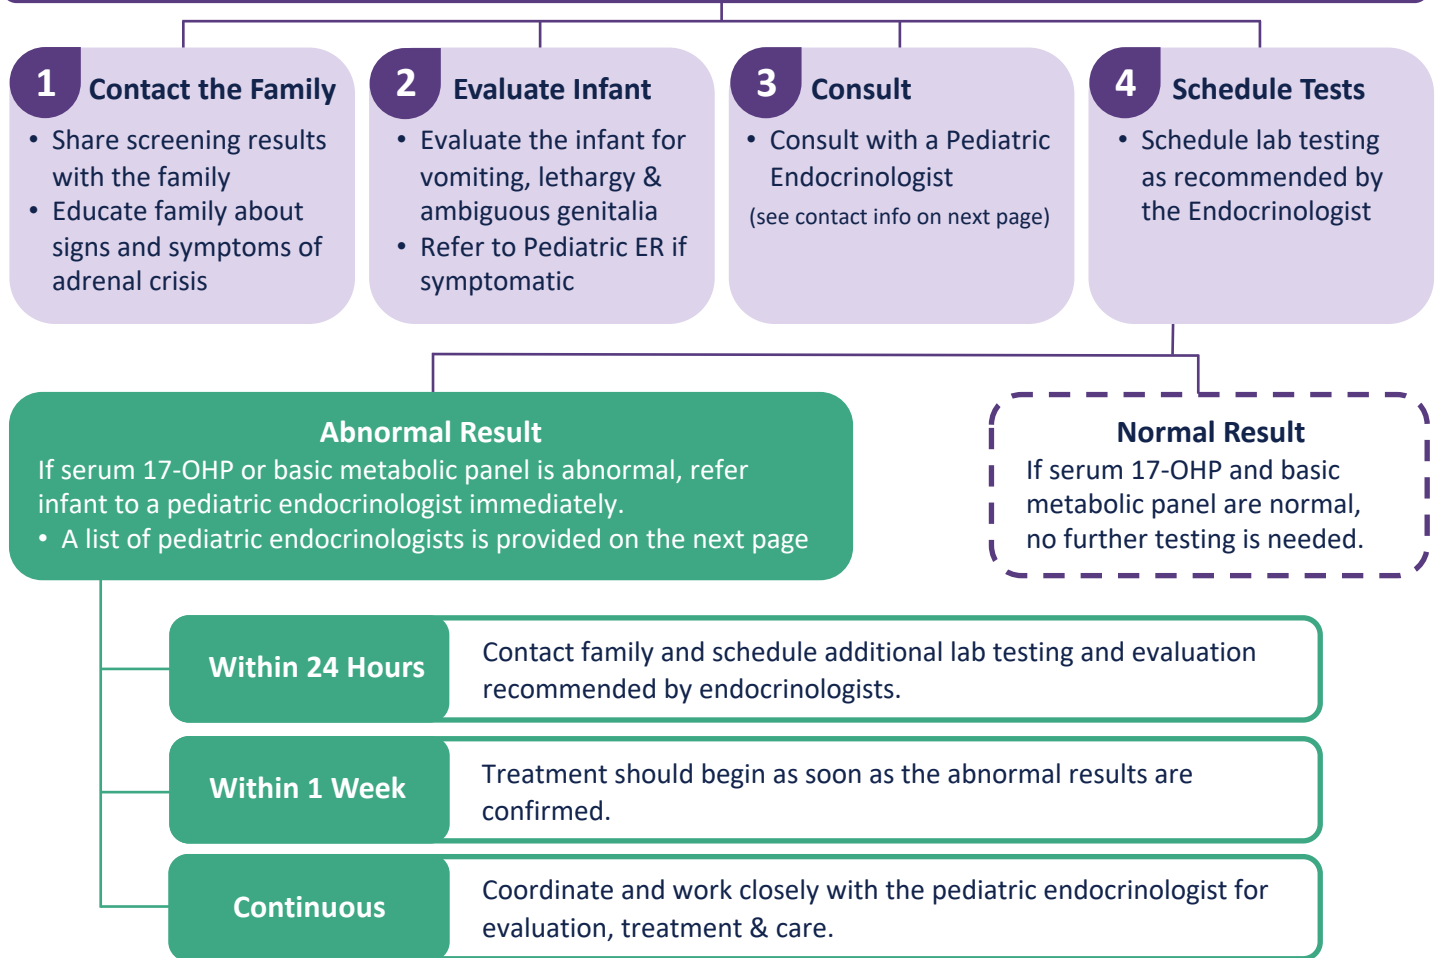 1 Contact the Family
• Share screening results
with the family
• Educate family about
signs and symptoms of
adrenal crisis
2 Evaluate Infant
• Evaluate the infant for
vomiting, lethargy &
ambiguous genitalia
• Refer to Pediatric ER if
symptomatic
3 Consult
• Consult with a Pediatric
Endocrinologist
(see contact info on next page)
4 Schedule Tests
• Schedule lab testing
as recommended by
the Endocrinologist
Abnormal Result
If serum 17-OHP or basic metabolic panel is abnormal, refer
infant to a pediatric endocrinologist immediately.
• A list of pediatric endocrinologists is provided on the next page
Normal Result
If serum 17-OHP and basic
metabolic panel are normal,
no further testing is needed.
Within 24 Hours
Contact family and schedule additional lab testing and evaluation
recommended by endocrinologists.
Within 1 Week
Treatment should begin as soon as the abnormal results are
confirmed.
Continuous
Coordinate and work closely with the pediatric endocrinologist for
evaluation, treatment & care.